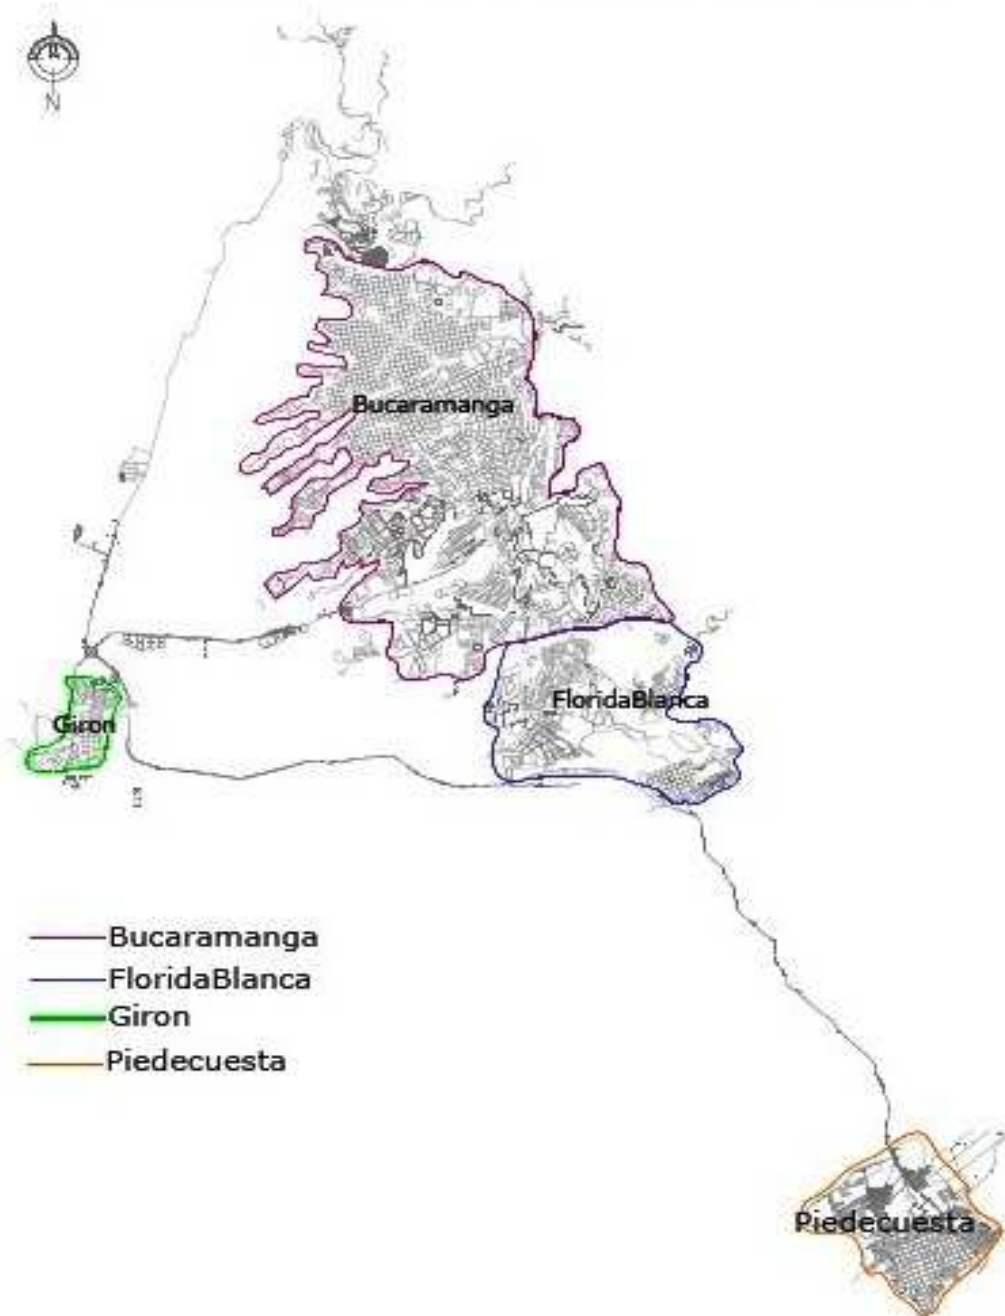 N
Bucaramanga
FloridaBlanca
Giron
Bucaramanga
FloridaBlanca
Giron
Piedecuesta
Piedecuesta